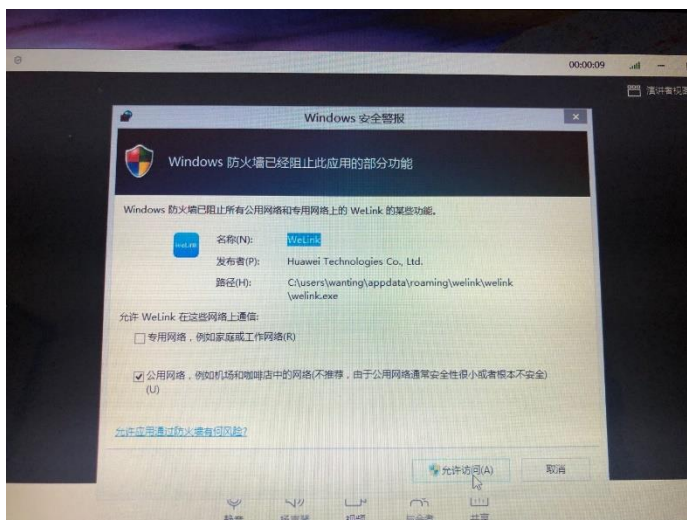 00:00:09
演讲者视图
Windows 安全警报
Windows 防火墙已经阻止此应用的部分功能
Windows 防火墙已阻止所有公用网络和专用网络上的 WeLink 的某些功能。
WeLink
名称(N): WeLink
发布者(P): Huawei Technologies Co., Ltd.
路径(H): C:\users\wanting\appdata\roaming\welink\welink
\welink.exe
允许 WeLink 在这些网络上通信:
专用网络，例如家庭或工作网络(R)
公用网络，例如机场和咖啡店中的网络(不推荐，由于公用网络通常安全性很小或者根本不安全)
(U)
允许应用通过防火墙有何风险?
允许访问(A) 取消